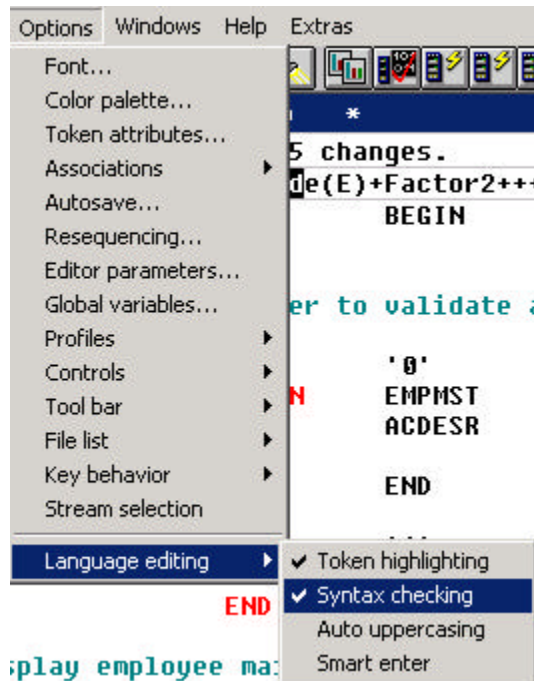 Options Windows Help Extras
Font...
Color palette...
*
Token attributes...
5 changes.
Associations
de(E)+Factor2+++
Autosave...
BEGIN
Resequencing...
Editor parameters...
Global variables...
er to validate
Profiles
'0'
Controls
N EMPMST
Tool bar
ACDESR
File list
Key behavior
END
Stream selection
Language editing
Token highlighting
END
Syntax checking
Auto uppercasing
splay employee mai
Smart enter